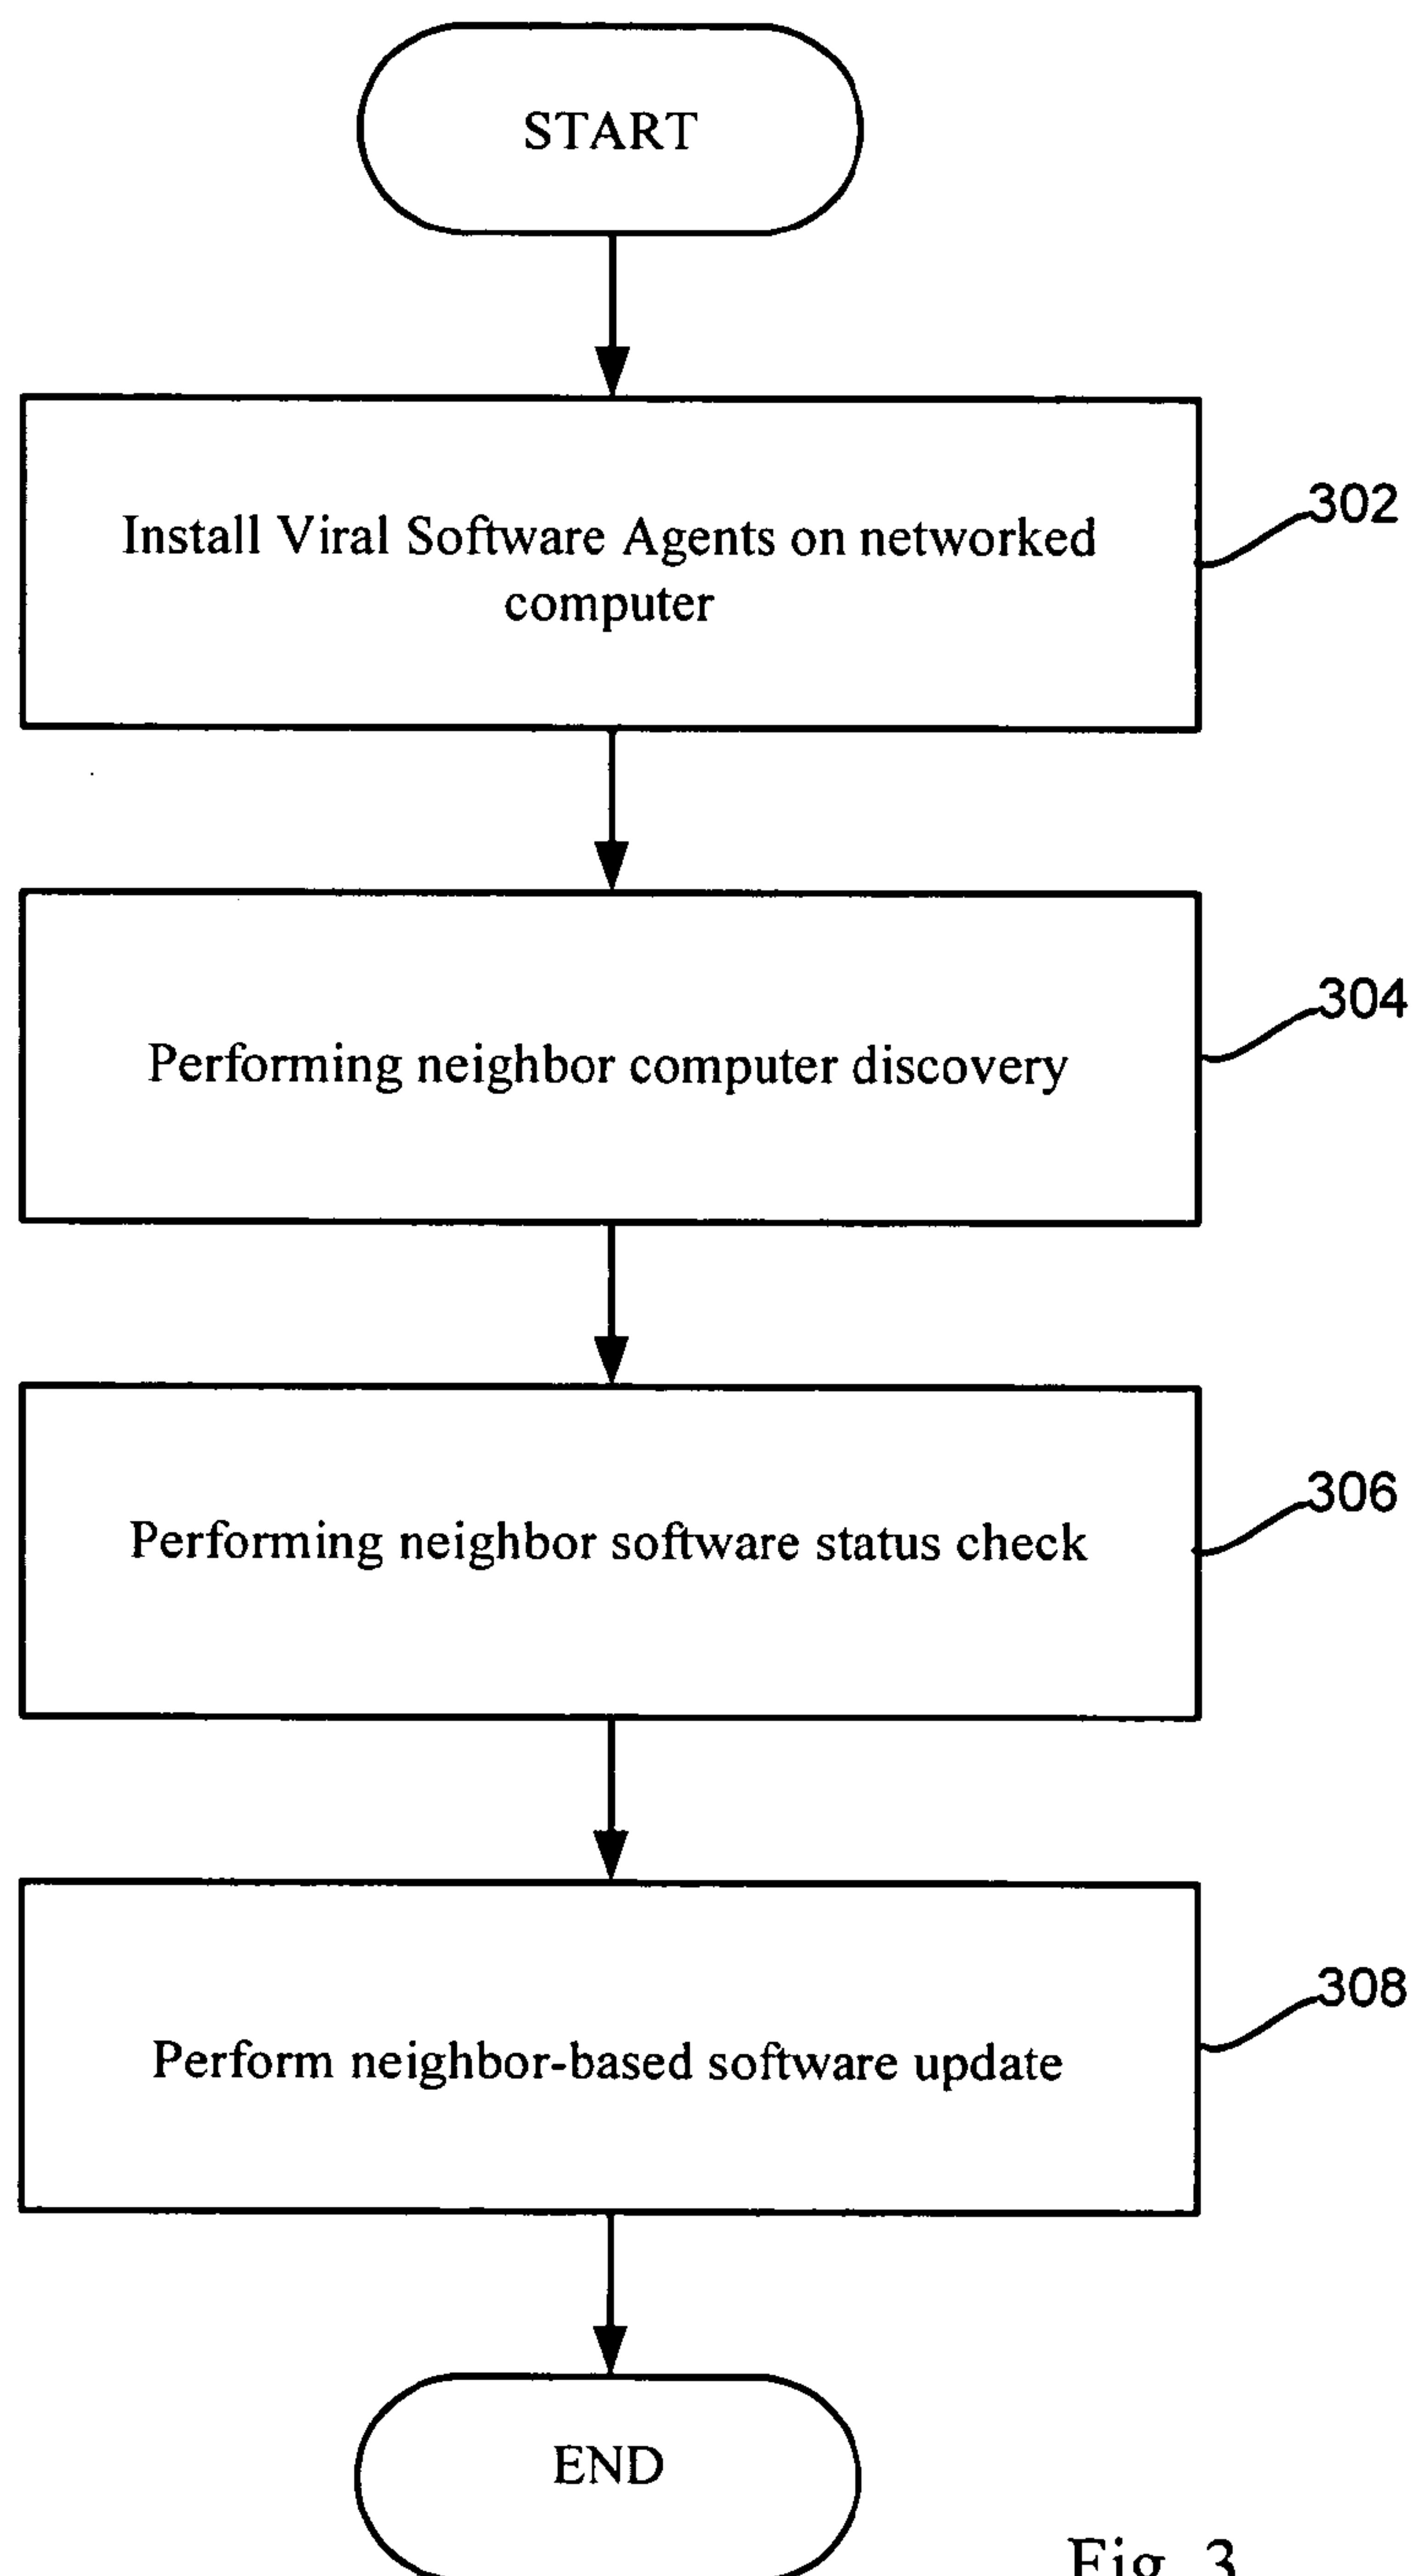 START
Install Viral Software Agents on networked
computer
302
Performing neighbor computer discovery
304
Performing neighbor software status check
306
Perform neighbor-based software update
308
END
Fig. 3